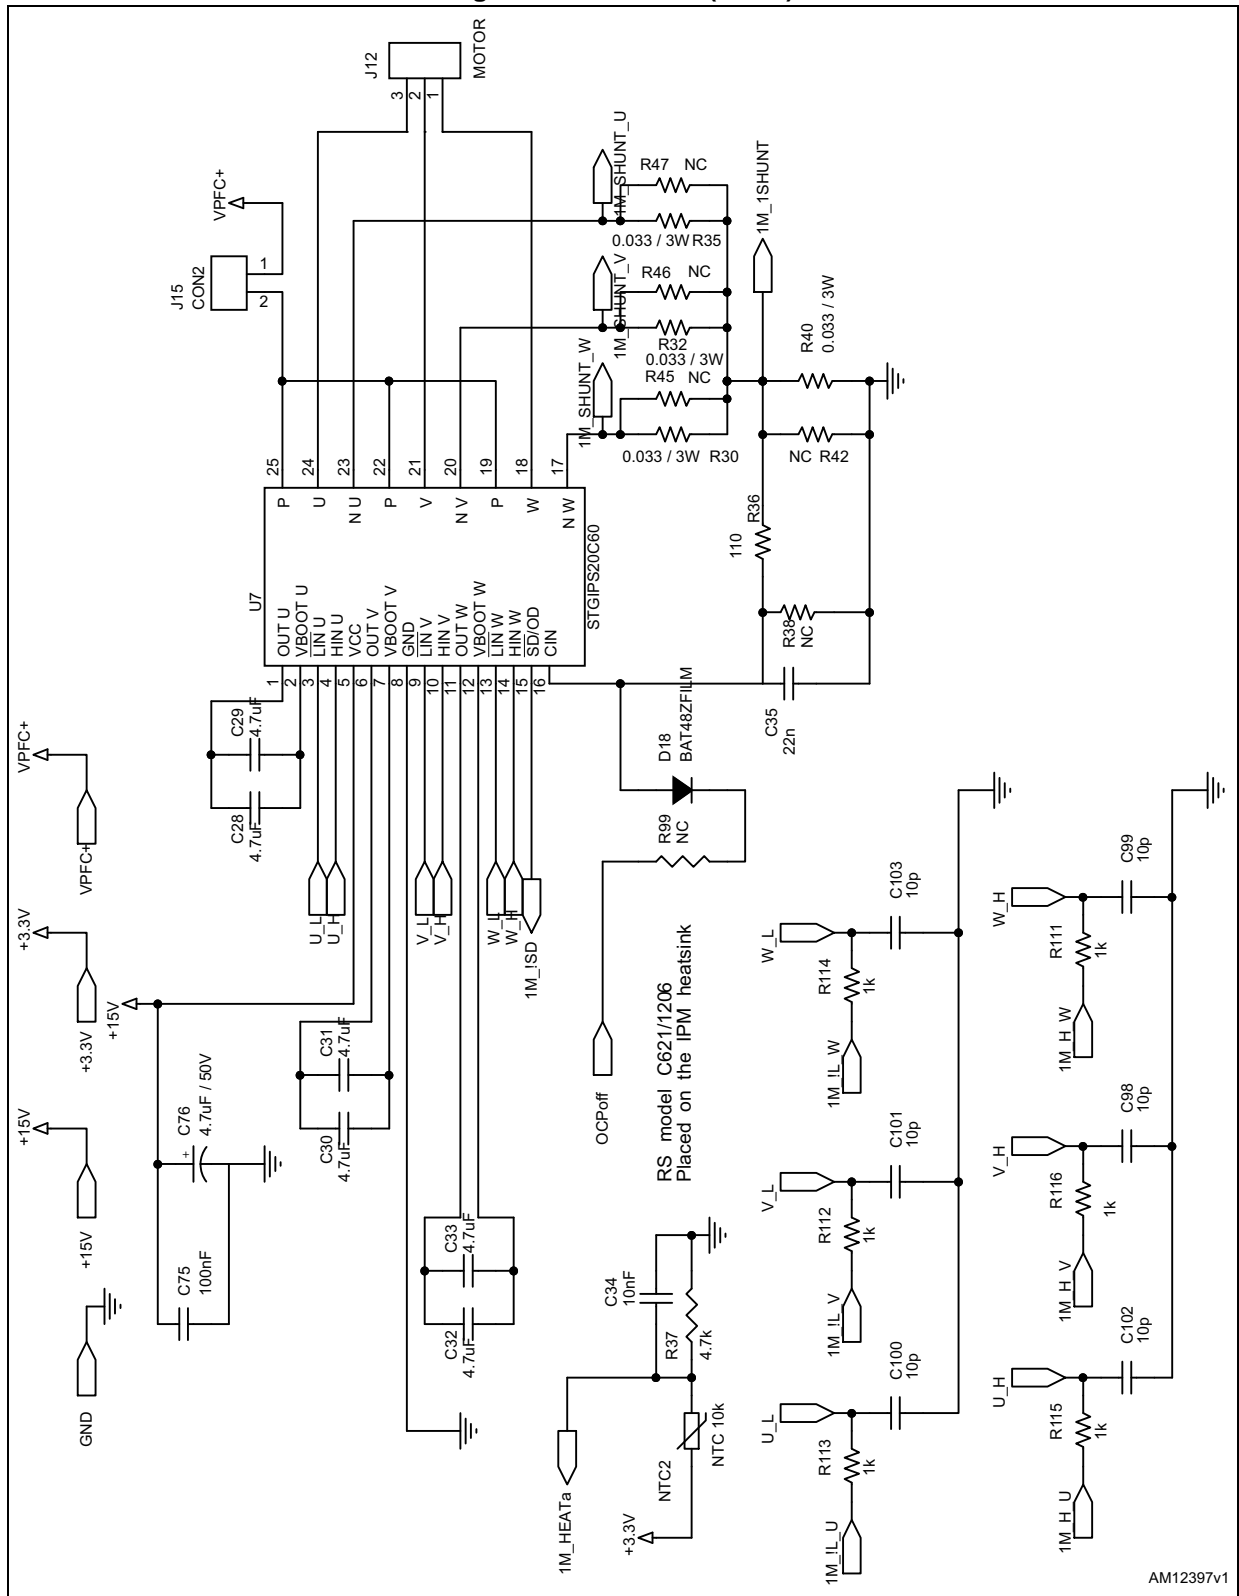 J12
MOTOR
3
2
1
VPFC+
J15
CON2
1
2
1M_SHUNT_U
R47 NC
0.033 / 3W R35
1M_SHUNT_V
R46 NC
R32
0.033 / 3W
1M_SHUNT_W
R45 NC
0.033 / 3W R30
1M_1SHUNT
R40
0.033 / 3W
NC R42
R36
110
R38
NC
C35
22n
25
24
23
22
21
20
19
18
17
P
U
N U
P
V
N V
P
W
N W
U7
STGIPS20C60
OUT U
VBOOT U
LIN U
HIN U
VCC
OUT V
VBOOT V
GND
LIN V
HIN V
OUT W
VBOOT W
LIN W
HIN W
SD/OD
CIN
1
2
3
4
5
6
7
8
9
10
11
12
13
14
15
16
C29
4.7uF
C28
4.7uF
D18
BAT48ZFILM
R99
NC
OCPoff
U_L
U_H
V_L
V_H
W_L
W_H
1M_!SD
VPFC+
VPFC+
+3.3V
+3.3V
+15V
+15V
+15V
GND
C76
+
4.7uF / 50V
C75
100nF
C31
4.7uF
C30
4.7uF
C33
4.7uF
C32
4.7uF
RS model C621/1206
Placed on the IPM heatsink
C34
10nF
R37
4.7k
1M_HEATa
NTC2
NTC 10k
+3.3V
W_L
R114
1k
C103
10p
1M_!L_W
V_L
R112
1k
C101
10p
1M_!L_V
U_L
R113
1k
C100
10p
1M_!L_U
W_H
R111
1k
C99
10p
1M_H_W
V_H
R116
1k
C98
10p
1M_H_V
U_H
R115
1k
C102
10p
1M_H_U
AM12397v1